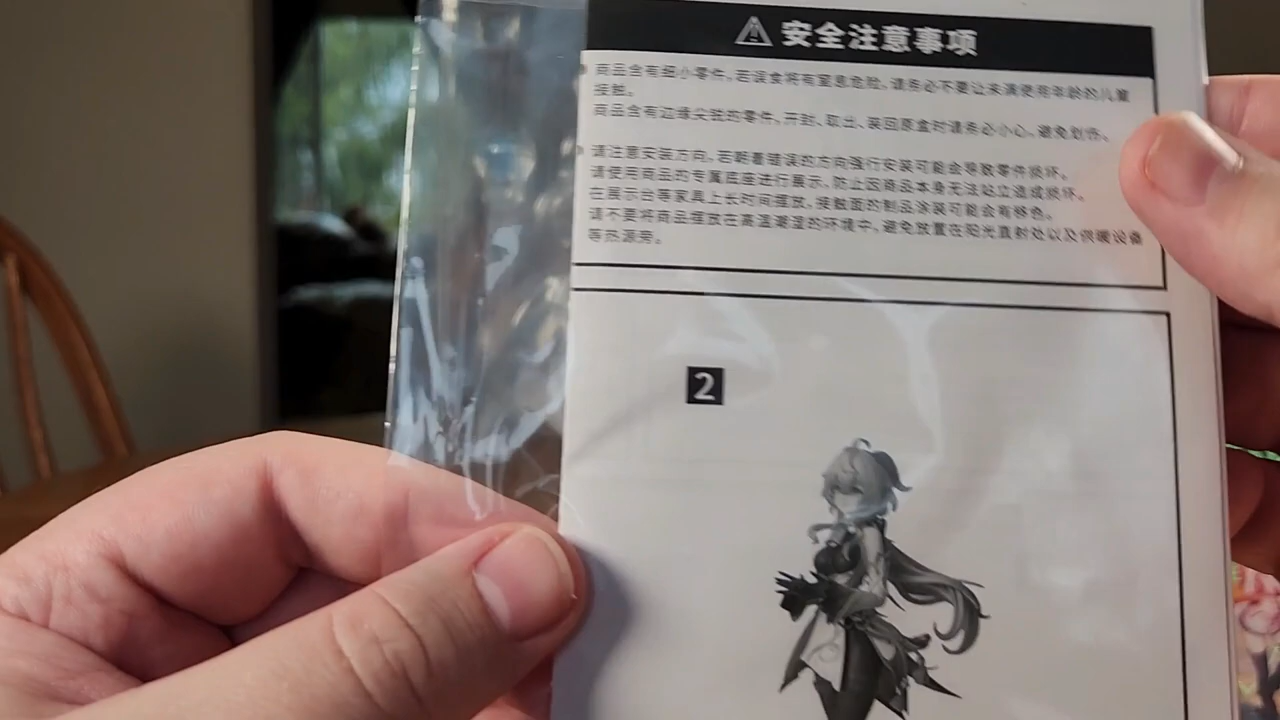 安全注意事项
商品含有细小零件,若误食将有窒息危险,请务必不要让未满使用年龄的儿童
接触。
商品含有边缘尖锐的零件,开封、取出、装回原盒时请务必小心,避免划伤。
请注意安装方向,若朝着错误的方向强行安装可能会导致零件损坏。
请使用商品的专属底座进行展示,防止因商品本身无法站立造成损坏。
在展示台等家具上长时间摆放,接触面的制品涂装可能会有移色。
请不要将商品摆放在高温潮湿的环境中,避免放置在阳光直射处以及供暖设备
等热源旁。
2